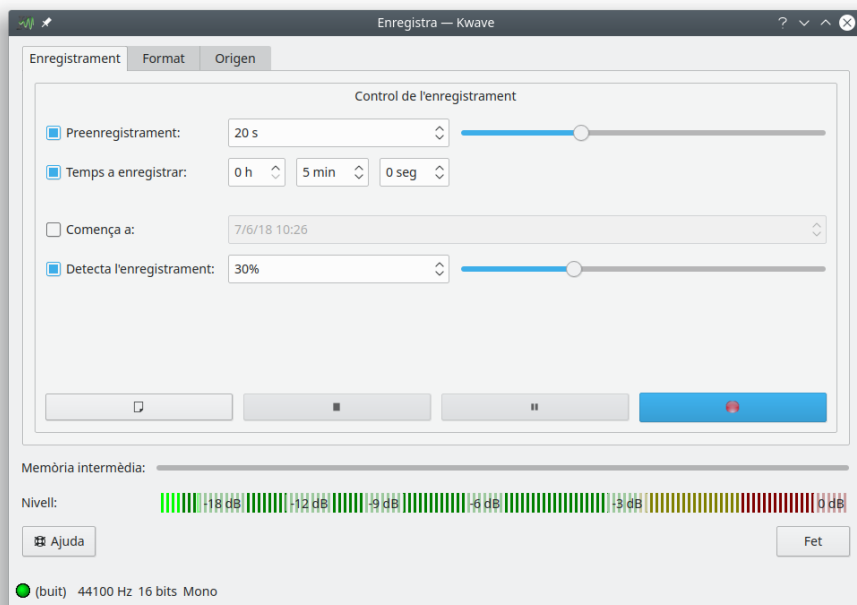 Enregistra — Kwave
Enregistrament Format Origen
Control de l'enregistrament
Preenregistrament: 20 s
Temps a enregistrar: 0 h 5 min 0 seg
Comença a: 7/6/18 10:26
Detecta l'enregistrament: 30%
Memòria intermèdia:
Nivell: -18 dB -12 dB -9 dB -6 dB -3 dB 0 dB
Ajuda Fet
(buit) 44100 Hz 16 bits Mono